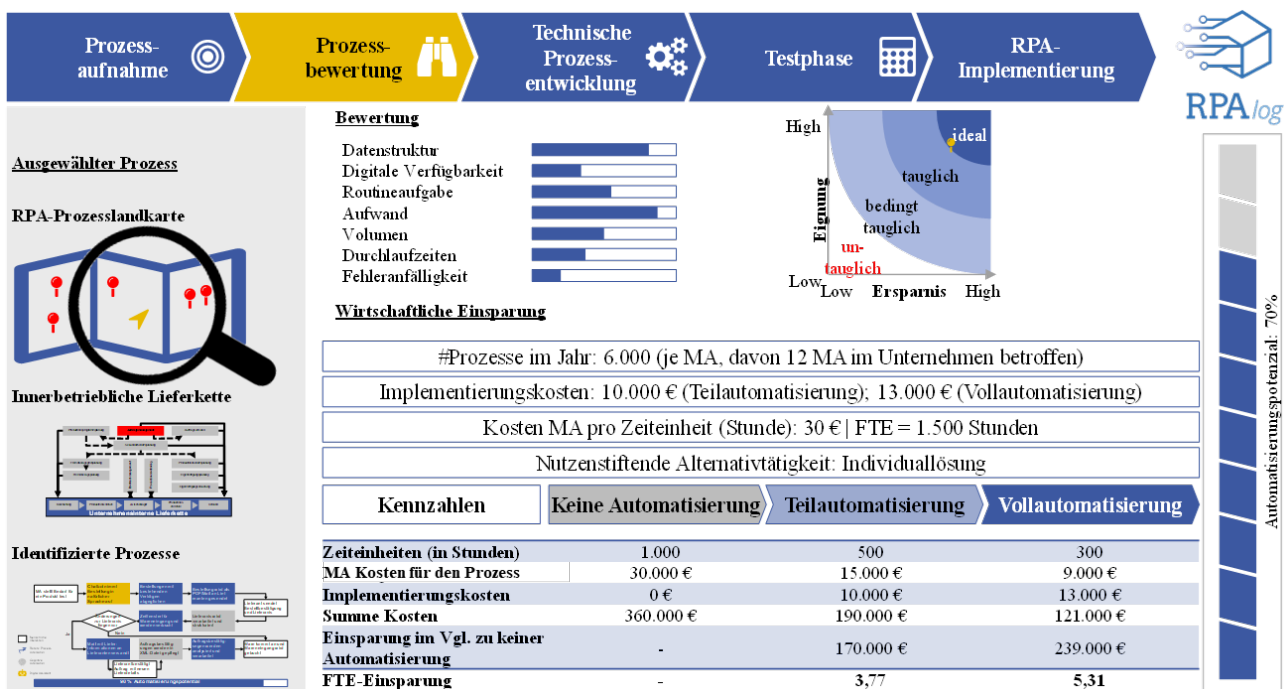 Prozess-
aufnahme
Prozess-
bewertung
Technische
Prozess-
entwicklung
Testphase
RPA-
Implementierung
RPAlog
Ausgewählter Prozess
RPA-Prozesslandkarte
Innerbetriebliche Lieferkette
Unternehmensinterne Lieferkette
Identifizierte Prozesse
Bewertung
Datenstruktur
Digitale Verfügbarkeit
Routineaufgabe
Aufwand
Volumen
Durchlaufzeiten
Fehleranfälligkeit
High
ideal
tauglich
bedingt
tauglich
un-
tauglich
Eignung
Low
Low Ersparnis High
Wirtschaftliche Einsparung
#Prozesse im Jahr: 6.000 (je MA, davon 12 MA im Unternehmen betroffen)
Implementierungskosten: 10.000 € (Teilautomatisierung); 13.000 € (Vollautomatisierung)
Kosten MA pro Zeiteinheit (Stunde): 30 € | FTE = 1.500 Stunden
Nutzenstiftende Alternativtätigkeit: Individuallösung
Kennzahlen Keine Automatisierung Teilautomatisierung Vollautomatisierung
Zeiteinheiten (in Stunden) 1.000 500 300
MA Kosten für den Prozess 30.000 € 15.000 € 9.000 €
Implementierungskosten 0 € 10.000 € 13.000 €
Summe Kosten 360.000 € 190.000 € 121.000 €
Einsparung im Vgl. zu keiner
Automatisierung - 170.000 € 239.000 €
FTE-Einsparung - 3,77 5,31
Automatisierungspotenzial: 70%